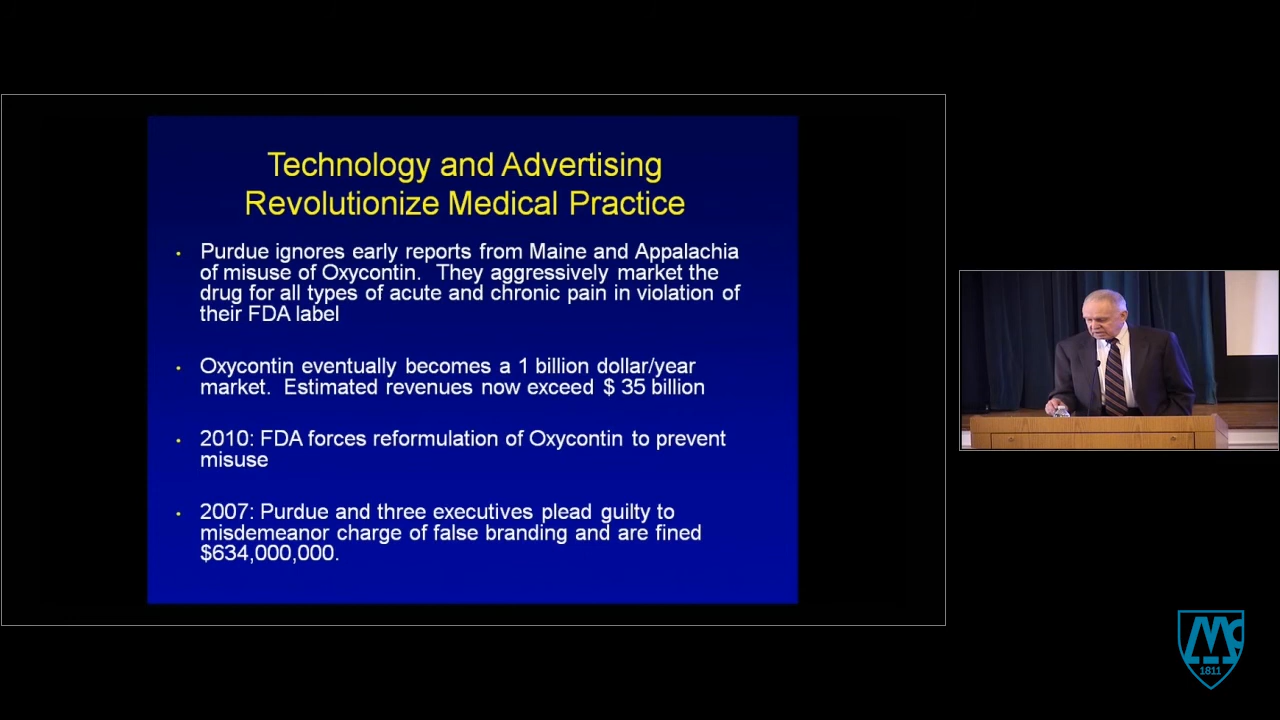 Technology and Advertising
Revolutionize Medical Practice
• Purdue ignores early reports from Maine and Appalachia
of misuse of Oxycontin. They aggressively market the
drug for all types of acute and chronic pain in violation of
their FDA label
• Oxycontin eventually becomes a 1 billion dollar/year
market. Estimated revenues now exceed $ 35 billion
• 2010: FDA forces reformulation of Oxycontin to prevent
misuse
• 2007: Purdue and three executives plead guilty to
misdemeanor charge of false branding and are fined
$634,000,000.
1811